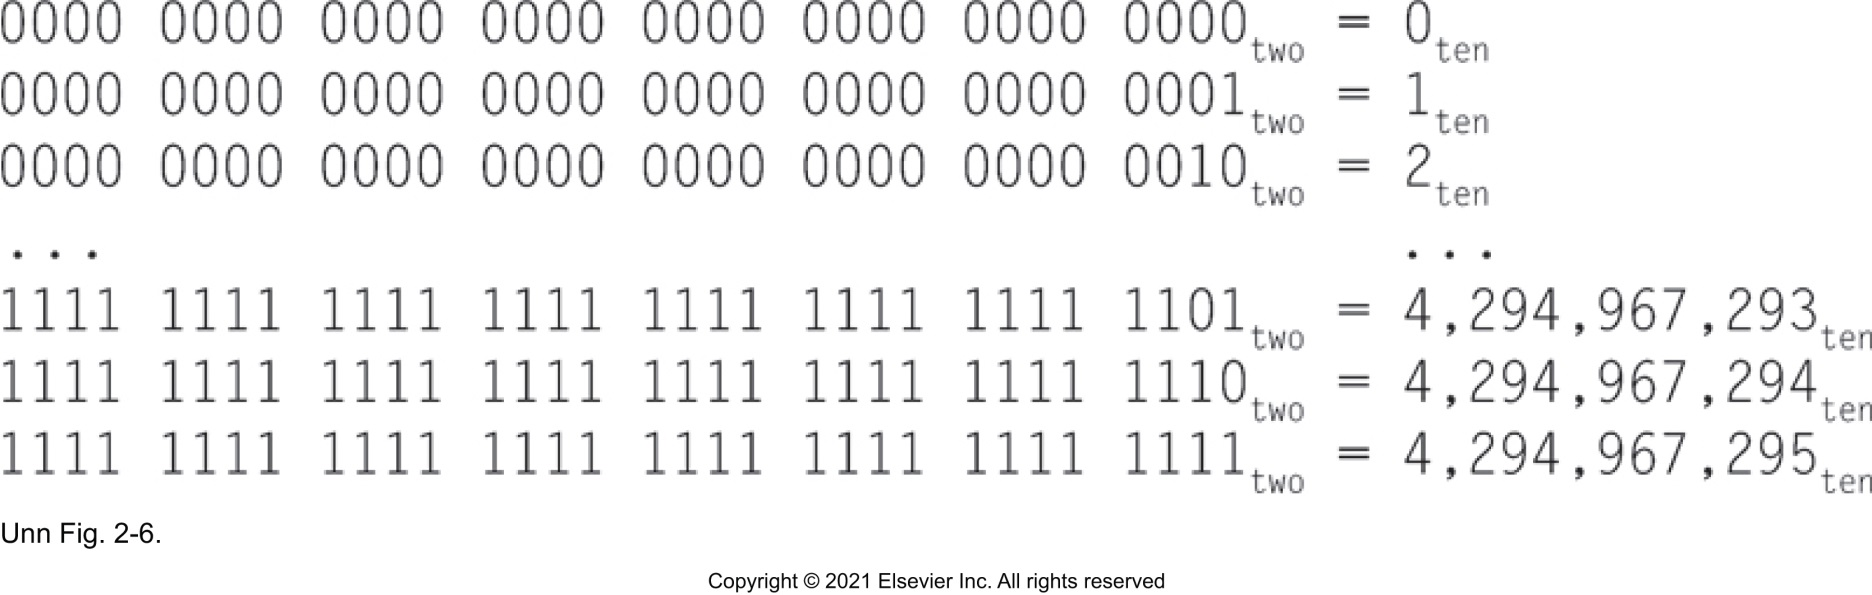 0000 0000 0000 0000 0000 0000 0000 0000two = 0ten
0000 0000 0000 0000 0000 0000 0000 0001two = 1ten
0000 0000 0000 0000 0000 0000 0000 0010two = 2ten
... ...
1111 1111 1111 1111 1111 1111 1111 1101two = 4,294,967,293ten
1111 1111 1111 1111 1111 1111 1111 1110two = 4,294,967,294ten
1111 1111 1111 1111 1111 1111 1111 1111two = 4,294,967,295ten
Unn Fig. 2-6.
Copyright © 2021 Elsevier Inc. All rights reserved